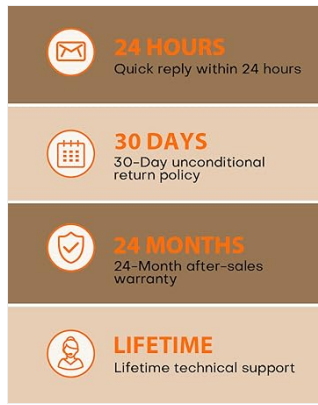 24 HOURS
Quick reply within 24 hours
30 DAYS
30-Day unconditional
return policy
24 MONTHS
24-Month after-sales
warranty
LIFETIME
Lifetime technical support